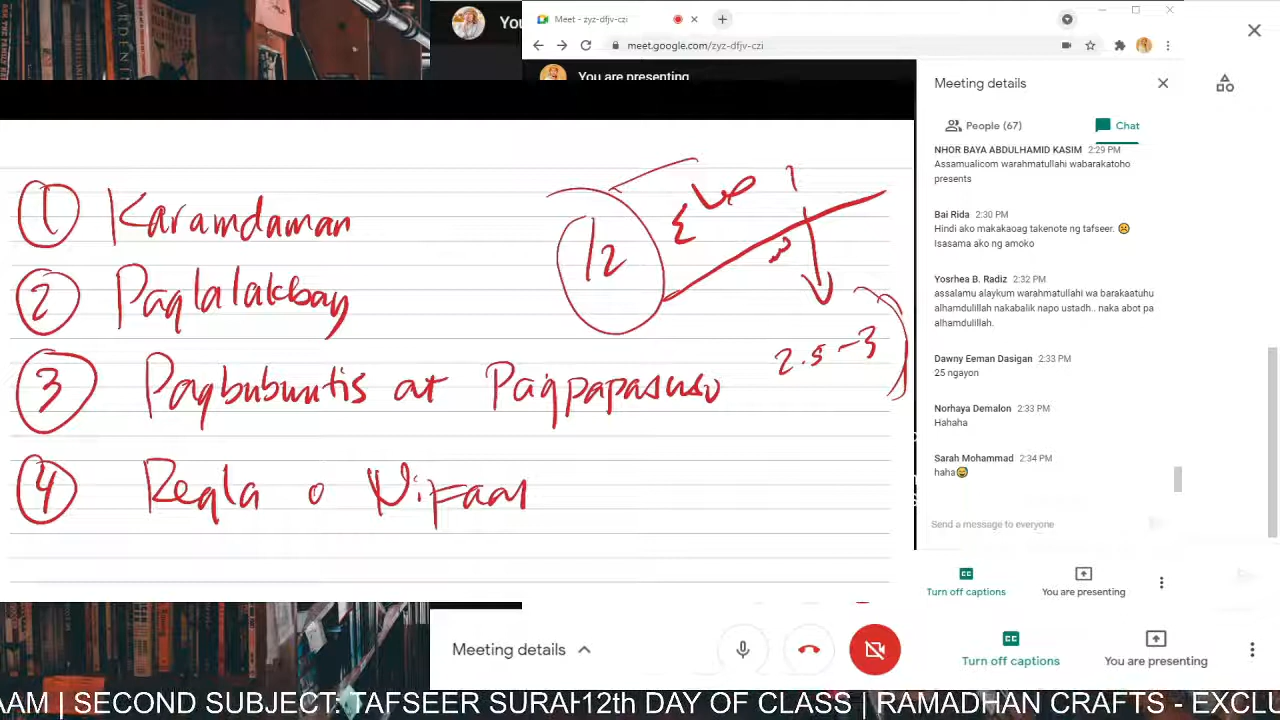 You
Meet - zyz-dfjv-czi
meet.google.com/zyz-dfjv-czi
You are presenting
Meeting details
People (67)
Chat
NHOR BAYA ABDULHAMID KASIM 2:29 PM
Assamualicom warahmatullahi wabarakatoho
presents
Bai Rida 2:30 PM
Hindi ako makakaoag takenote ng tafseer. ☹️
Isasama ako ng amoko
Yosrhea B. Radiz 2:32 PM
assalamu alaykum warahmatullahi wa barakaatuhu
alhamdulillah nakabalik napo ustadh.. naka abot pa
alhamdulillah.
Dawny Eeman Dasigan 2:33 PM
25 ngayon
Norhaya Demalon 2:33 PM
Hahaha
Sarah Mohammad 2:34 PM
haha😅
Send a message to everyone
Turn off captions
You are presenting
1 Karamdaman
2 Paglalakbay
3 Pagbubuntis at Pagpapasuso
4 Regla o Nifaas
12
2.5 - 3
Meeting details
Turn off captions
You are presenting
AAM | SECOND SUBJECT: TAFSEER SURAH-12th DAY OF CLASS | RAMADHAN CRAFTS - EXCLU